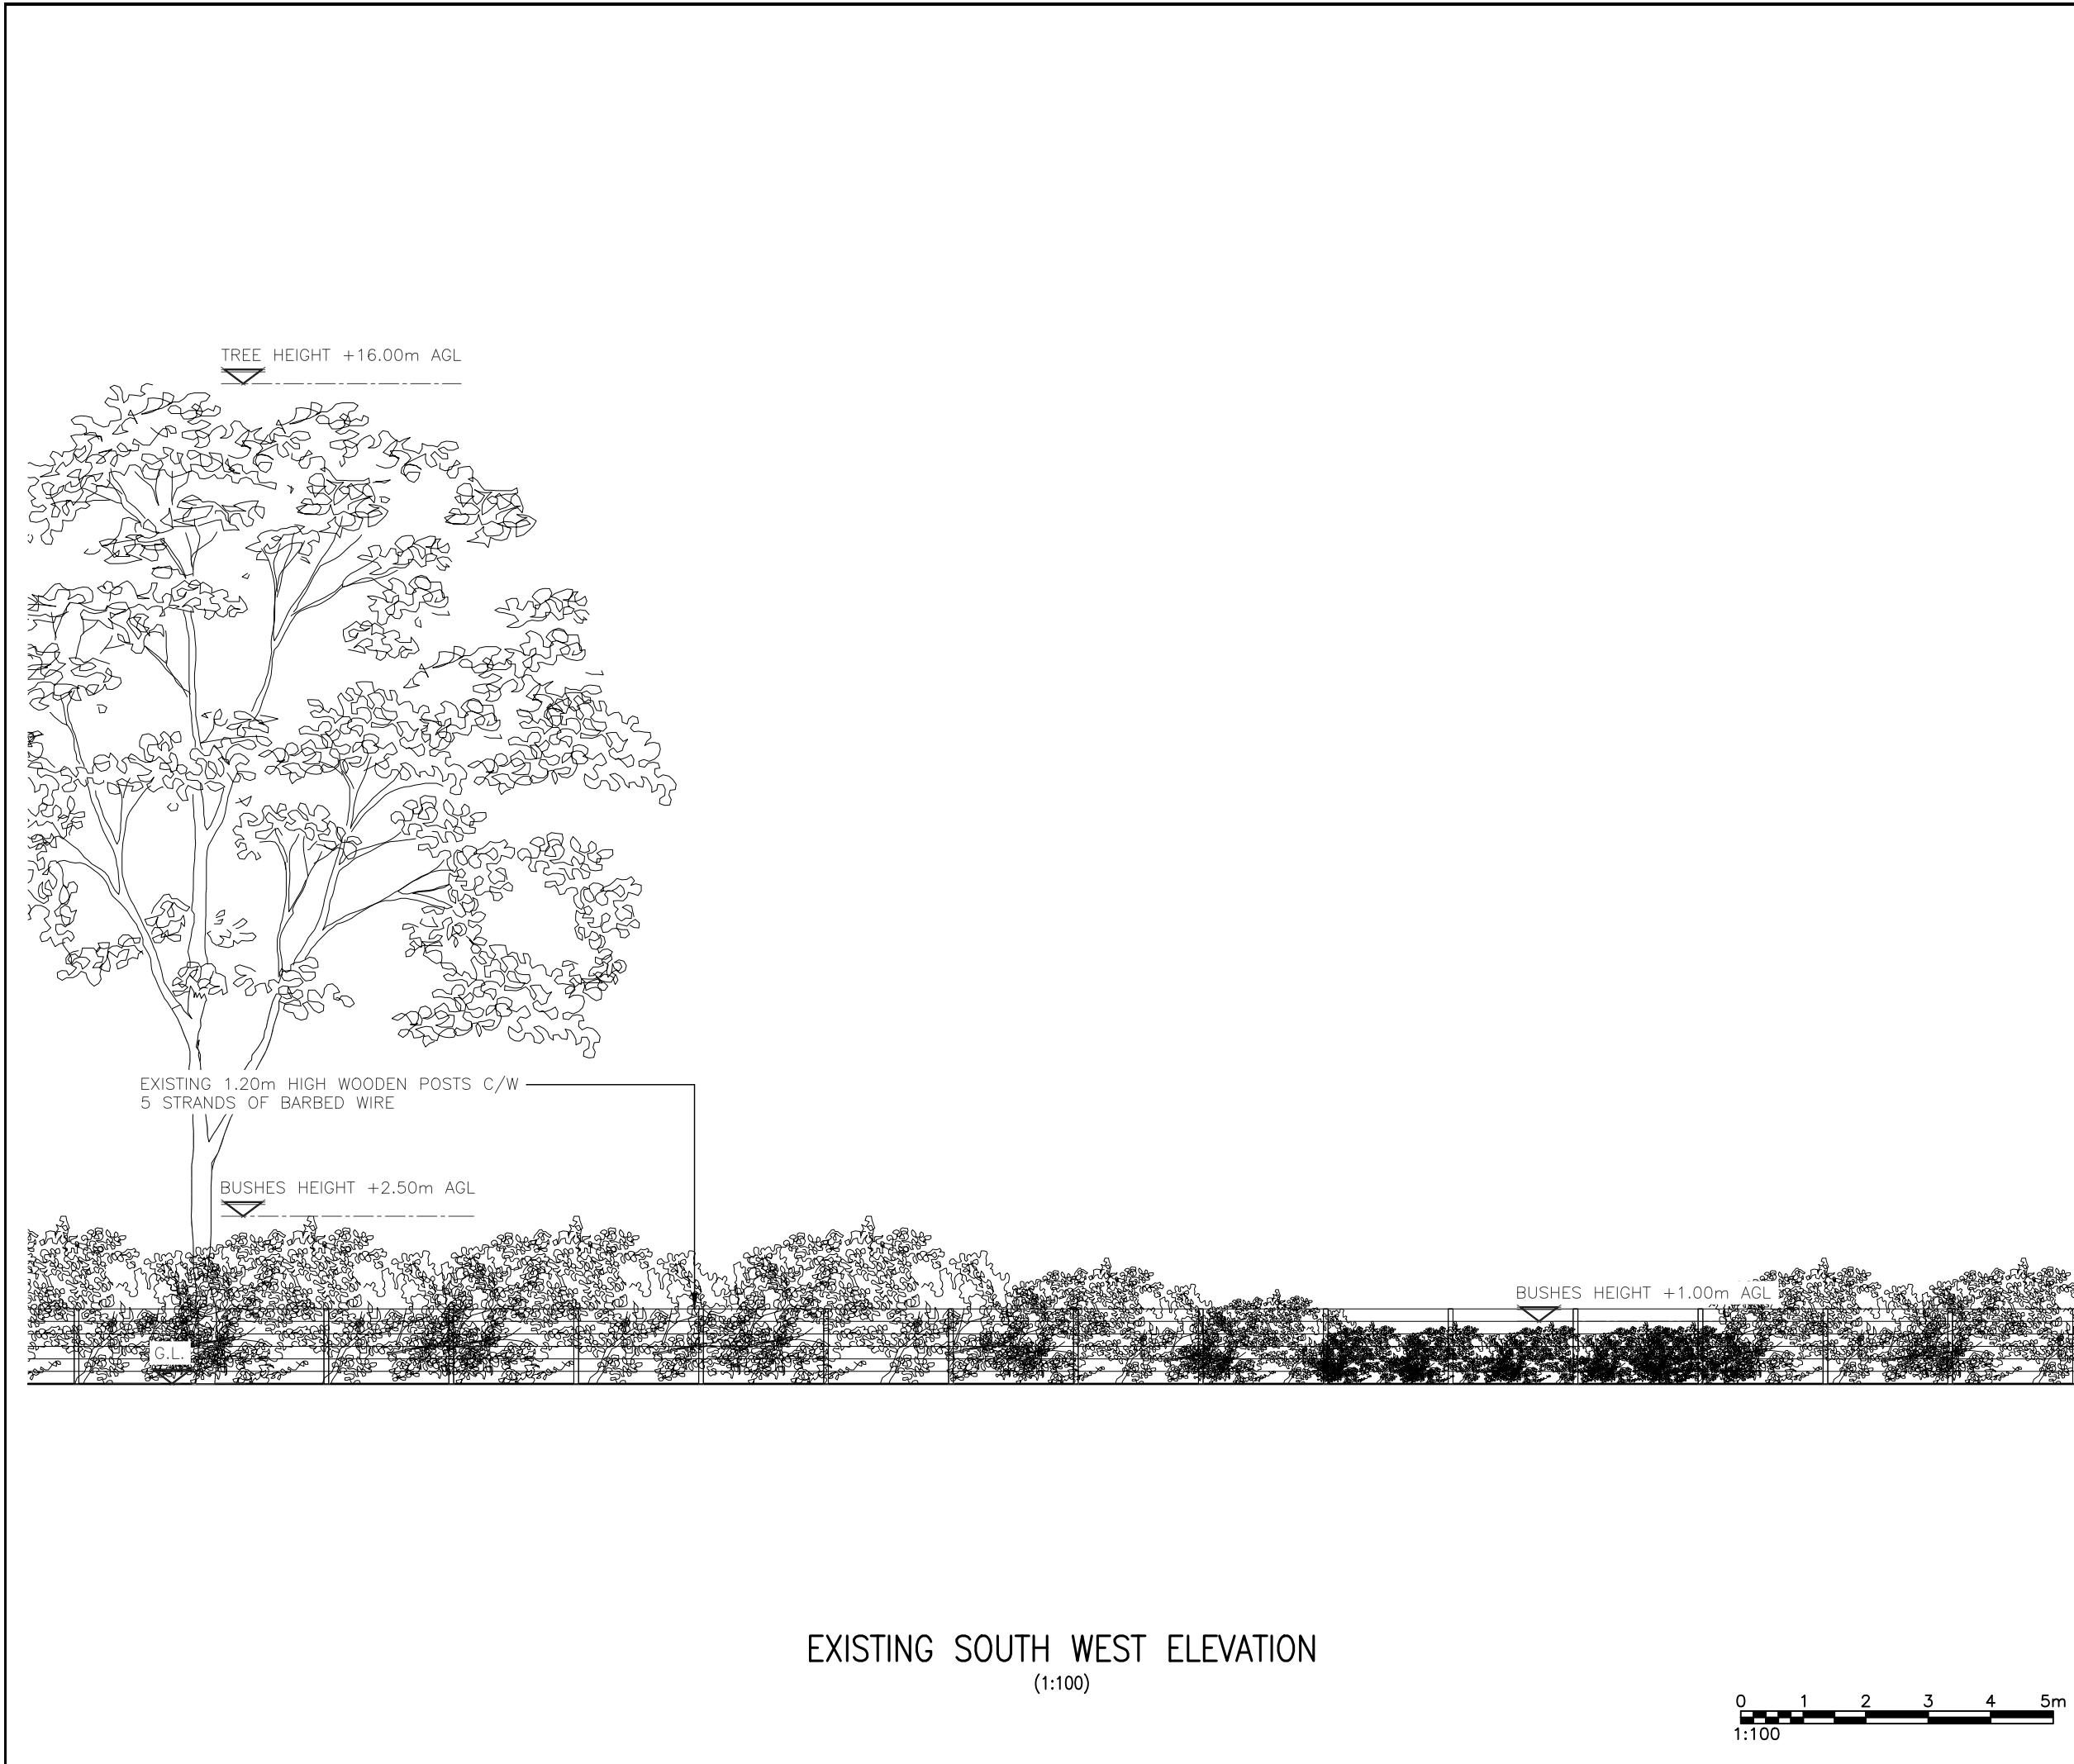 TREE HEIGHT +16.00m AGL
EXISTING 1.20m HIGH WOODEN POSTS C/W
5 STRANDS OF BARBED WIRE
BUSHES HEIGHT +2.50m AGL
BUSHES HEIGHT +1.00m AGL
G.L.
EXISTING SOUTH WEST ELEVATION
(1:100)
0 1 2 3 4 5m
1:100